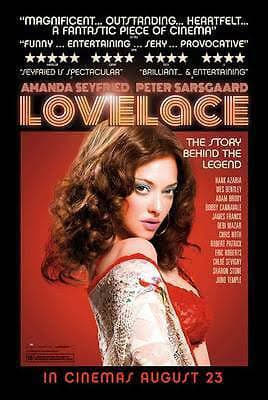 "MAGNIFICENT... OUTSTANDING... HEARTFELT...
A FANTASTIC PIECE OF CINEMA"
"FUNNY ... ENTERTAINING ... SEXY ... PROVOCATIVE"
"SEYFRIED IS SPECTACULAR"
"BRILLIANT... & ENTERTAINING"
AMANDA SEYFRIED PETER SARSGAARD
LOVELACE
THE STORY
BEHIND THE
LEGEND
HANK AZARIA
WES BENTLEY
ADAM BRODY
BOBBY CANNAVALE
JAMES FRANCO
DEBI MAZAR
CHRIS NOTH
ROBERT PATRICK
ERIC ROBERTS
CHLOË SEVIGNY
SHARON STONE
JUNO TEMPLE
IN CINEMAS AUGUST 23